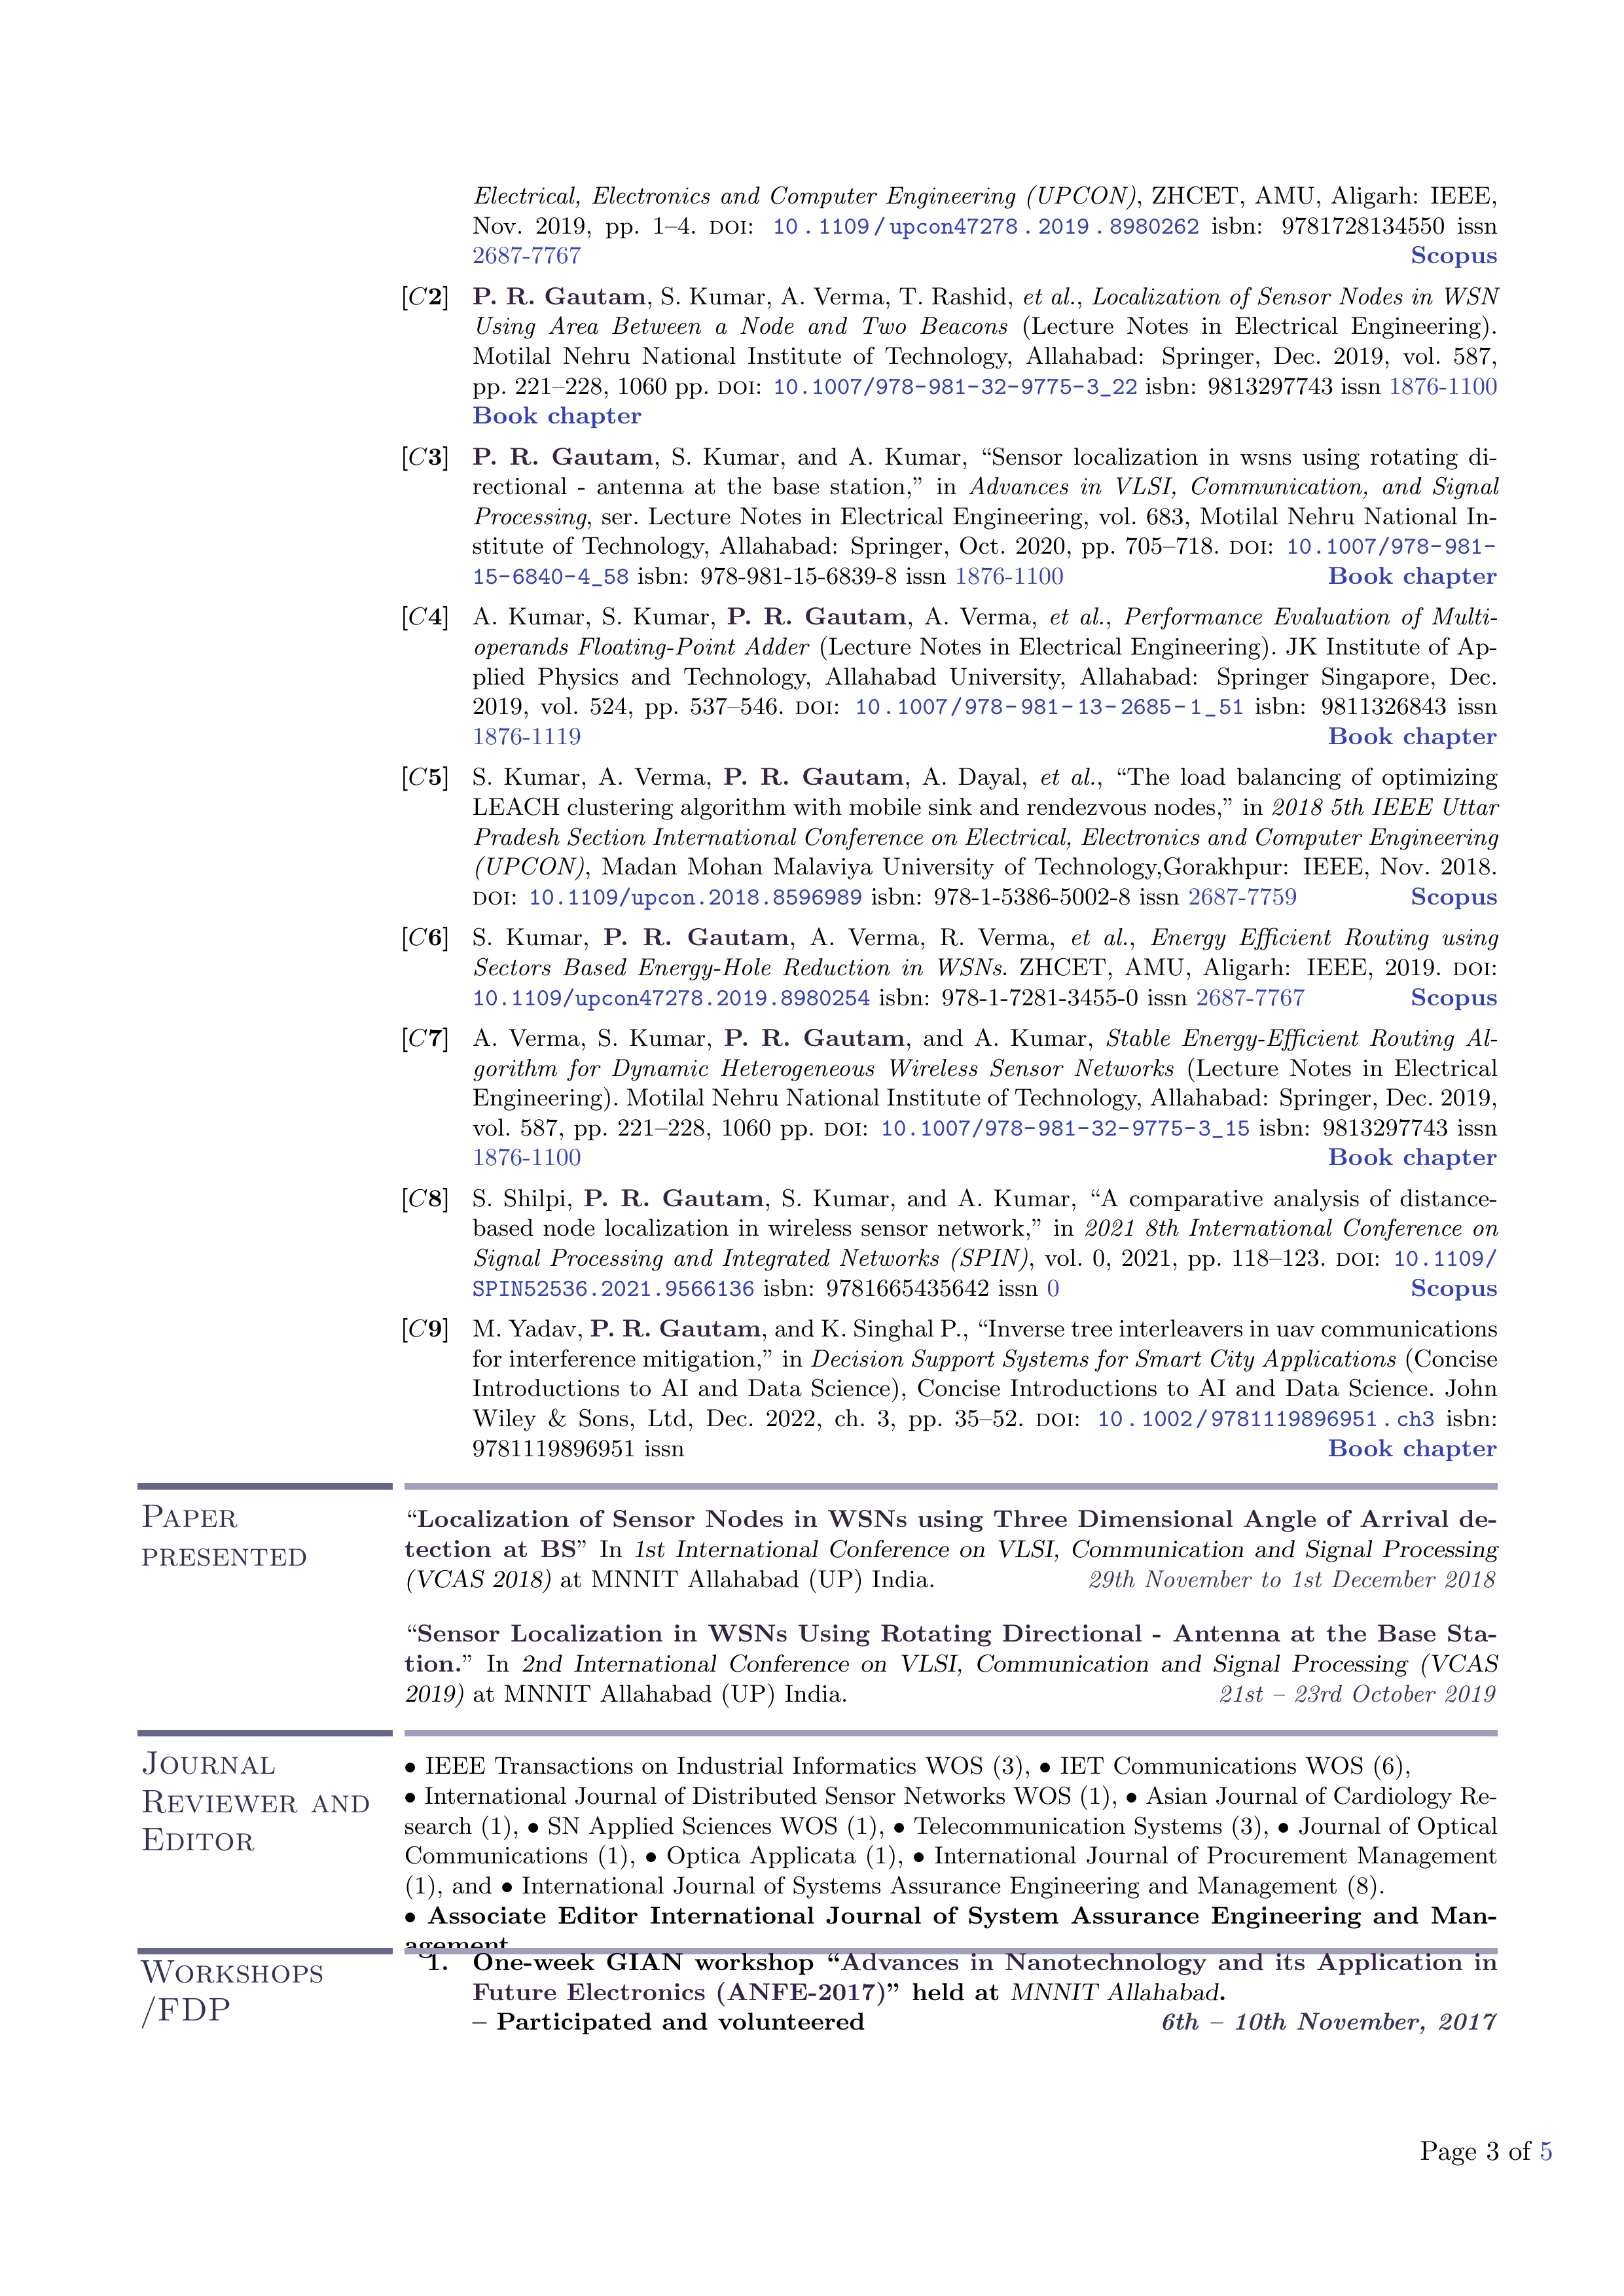 Electrical, Electronics and Computer Engineering (UPCON), ZHCET, AMU, Aligarh: IEEE,
Nov. 2019, pp. 1–4. DOI: 10.1109/upcon47278.2019.8980262 isbn: 9781728134550 issn
2687-7767 Scopus
[C2] P. R. Gautam, S. Kumar, A. Verma, T. Rashid, et al., Localization of Sensor Nodes in WSN
Using Area Between a Node and Two Beacons (Lecture Notes in Electrical Engineering).
Motilal Nehru National Institute of Technology, Allahabad: Springer, Dec. 2019, vol. 587,
pp. 221–228, 1060 pp. DOI: 10.1007/978-981-32-9775-3_22 isbn: 9813297743 issn 1876-1100
Book chapter
[C3] P. R. Gautam, S. Kumar, and A. Kumar, “Sensor localization in wsns using rotating di-
rectional - antenna at the base station,” in Advances in VLSI, Communication, and Signal
Processing, ser. Lecture Notes in Electrical Engineering, vol. 683, Motilal Nehru National In-
stitute of Technology, Allahabad: Springer, Oct. 2020, pp. 705–718. DOI: 10.1007/978-981-
15-6840-4_58 isbn: 978-981-15-6839-8 issn 1876-1100 Book chapter
[C4] A. Kumar, S. Kumar, P. R. Gautam, A. Verma, et al., Performance Evaluation of Multi-
operands Floating-Point Adder (Lecture Notes in Electrical Engineering). JK Institute of Ap-
plied Physics and Technology, Allahabad University, Allahabad: Springer Singapore, Dec.
2019, vol. 524, pp. 537–546. DOI: 10.1007/978-981-13-2685-1_51 isbn: 9811326843 issn
1876-1119 Book chapter
[C5] S. Kumar, A. Verma, P. R. Gautam, A. Dayal, et al., “The load balancing of optimizing
LEACH clustering algorithm with mobile sink and rendezvous nodes,” in 2018 5th IEEE Uttar
Pradesh Section International Conference on Electrical, Electronics and Computer Engineering
(UPCON), Madan Mohan Malaviya University of Technology,Gorakhpur: IEEE, Nov. 2018.
DOI: 10.1109/upcon.2018.8596989 isbn: 978-1-5386-5002-8 issn 2687-7759 Scopus
[C6] S. Kumar, P. R. Gautam, A. Verma, R. Verma, et al., Energy Efficient Routing using
Sectors Based Energy-Hole Reduction in WSNs. ZHCET, AMU, Aligarh: IEEE, 2019. DOI:
10.1109/upcon47278.2019.8980254 isbn: 978-1-7281-3455-0 issn 2687-7767 Scopus
[C7] A. Verma, S. Kumar, P. R. Gautam, and A. Kumar, Stable Energy-Efficient Routing Al-
gorithm for Dynamic Heterogeneous Wireless Sensor Networks (Lecture Notes in Electrical
Engineering). Motilal Nehru National Institute of Technology, Allahabad: Springer, Dec. 2019,
vol. 587, pp. 221–228, 1060 pp. DOI: 10.1007/978-981-32-9775-3_15 isbn: 9813297743 issn
1876-1100 Book chapter
[C8] S. Shilpi, P. R. Gautam, S. Kumar, and A. Kumar, “A comparative analysis of distance-
based node localization in wireless sensor network,” in 2021 8th International Conference on
Signal Processing and Integrated Networks (SPIN), vol. 0, 2021, pp. 118–123. DOI: 10.1109/
SPIN52536.2021.9566136 isbn: 9781665435642 issn 0 Scopus
[C9] M. Yadav, P. R. Gautam, and K. Singhal P., “Inverse tree interleavers in uav communications
for interference mitigation,” in Decision Support Systems for Smart City Applications (Concise
Introductions to AI and Data Science), Concise Introductions to AI and Data Science. John
Wiley & Sons, Ltd, Dec. 2022, ch. 3, pp. 35–52. DOI: 10.1002/9781119896951.ch3 isbn:
9781119896951 issn Book chapter
Paper
presented
“Localization of Sensor Nodes in WSNs using Three Dimensional Angle of Arrival de-
tection at BS” In 1st International Conference on VLSI, Communication and Signal Processing
(VCAS 2018) at MNNIT Allahabad (UP) India. 29th November to 1st December 2018
“Sensor Localization in WSNs Using Rotating Directional - Antenna at the Base Sta-
tion.” In 2nd International Conference on VLSI, Communication and Signal Processing (VCAS
2019) at MNNIT Allahabad (UP) India. 21st – 23rd October 2019
Journal
Reviewer and
Editor
• IEEE Transactions on Industrial Informatics WOS (3), • IET Communications WOS (6),
• International Journal of Distributed Sensor Networks WOS (1), • Asian Journal of Cardiology Re-
search (1), • SN Applied Sciences WOS (1), • Telecommunication Systems (3), • Journal of Optical
Communications (1), • Optica Applicata (1), • International Journal of Procurement Management
(1), and • International Journal of Systems Assurance Engineering and Management (8).
• Associate Editor International Journal of System Assurance Engineering and Man-
agement
Workshops
/FDP
1. One-week GIAN workshop “Advances in Nanotechnology and its Application in
Future Electronics (ANFE-2017)” held at MNNIT Allahabad.
– Participated and volunteered 6th – 10th November, 2017
Page 3 of 5